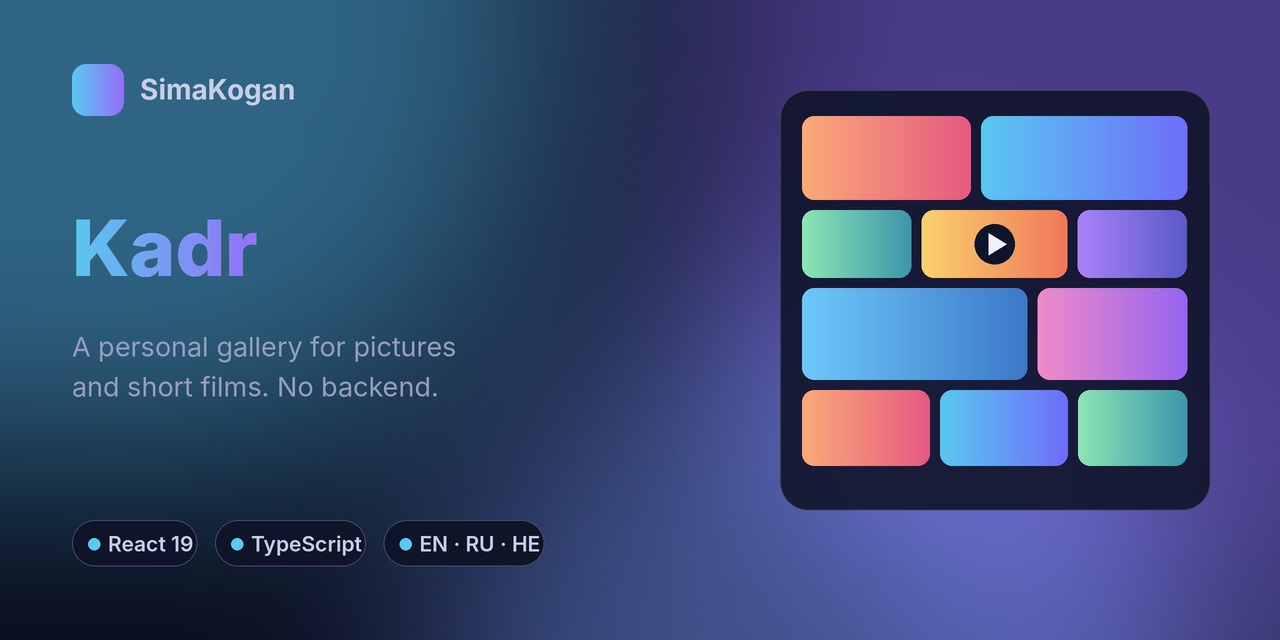 SimaKogan
Kadr
A personal gallery for pictures
and short films. No backend.
React 19
TypeScript
EN · RU · HE